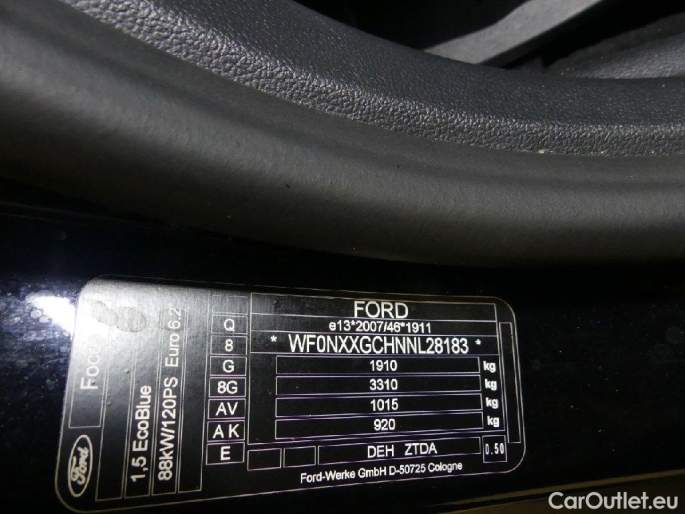 FORD
Q e13*2007/46*1911
8 * WF0NXXGCHNNL28183 *
G 1910 kg
8G 3310 kg
AV 1015 kg
AK 920 kg
E DEH ZTDA 0.50
Ford-Werke GmbH D-50725 Cologne
1,5 EcoBlue
88kW/120PS Euro 6.2
Ford
CarOutlet.eu